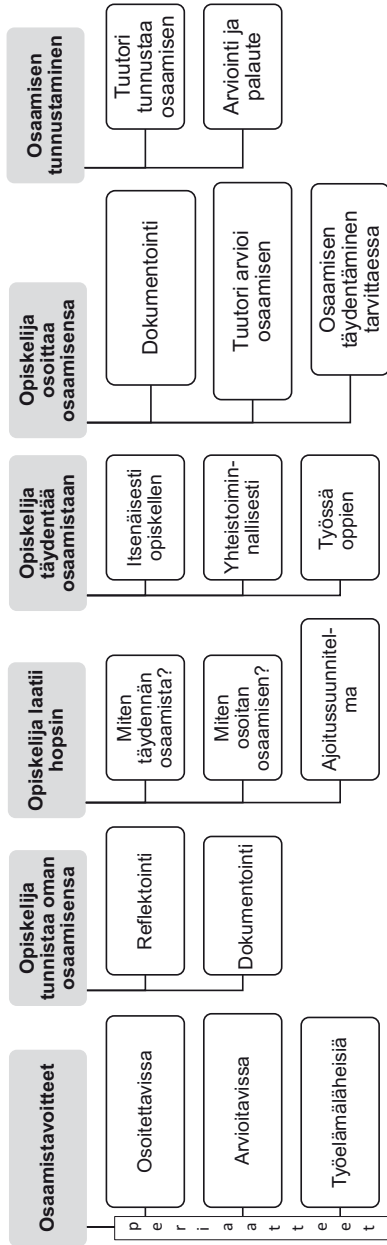 Osaamistavoitteet
periaatteet
Osoitettavissa
Arvioitavissa
Työelämäläheisiä
Opiskelija
tunnistaa oman
osaamisensa
Reflektointi
Dokumentointi
Opiskelija laatii
hopsin
Miten
täydennän
osaamista?
Miten
osoitan
osaamisen?
Ajoitussuunnitel-
ma
Opiskelija
täydentää
osaamistaan
Itsenäisesti
opiskellen
Yhteistoimin-
nallisesti
Työssä
oppien
Opiskelija
osoittaa
osaamisensa
Dokumentointi
Tuutori arvioi
osaamisen
Osaamisen
täydentäminen
tarvittaessa
Osaamisen
tunnustaminen
Tuutori
tunnustaa
osaamisen
Arviointi ja
palaute